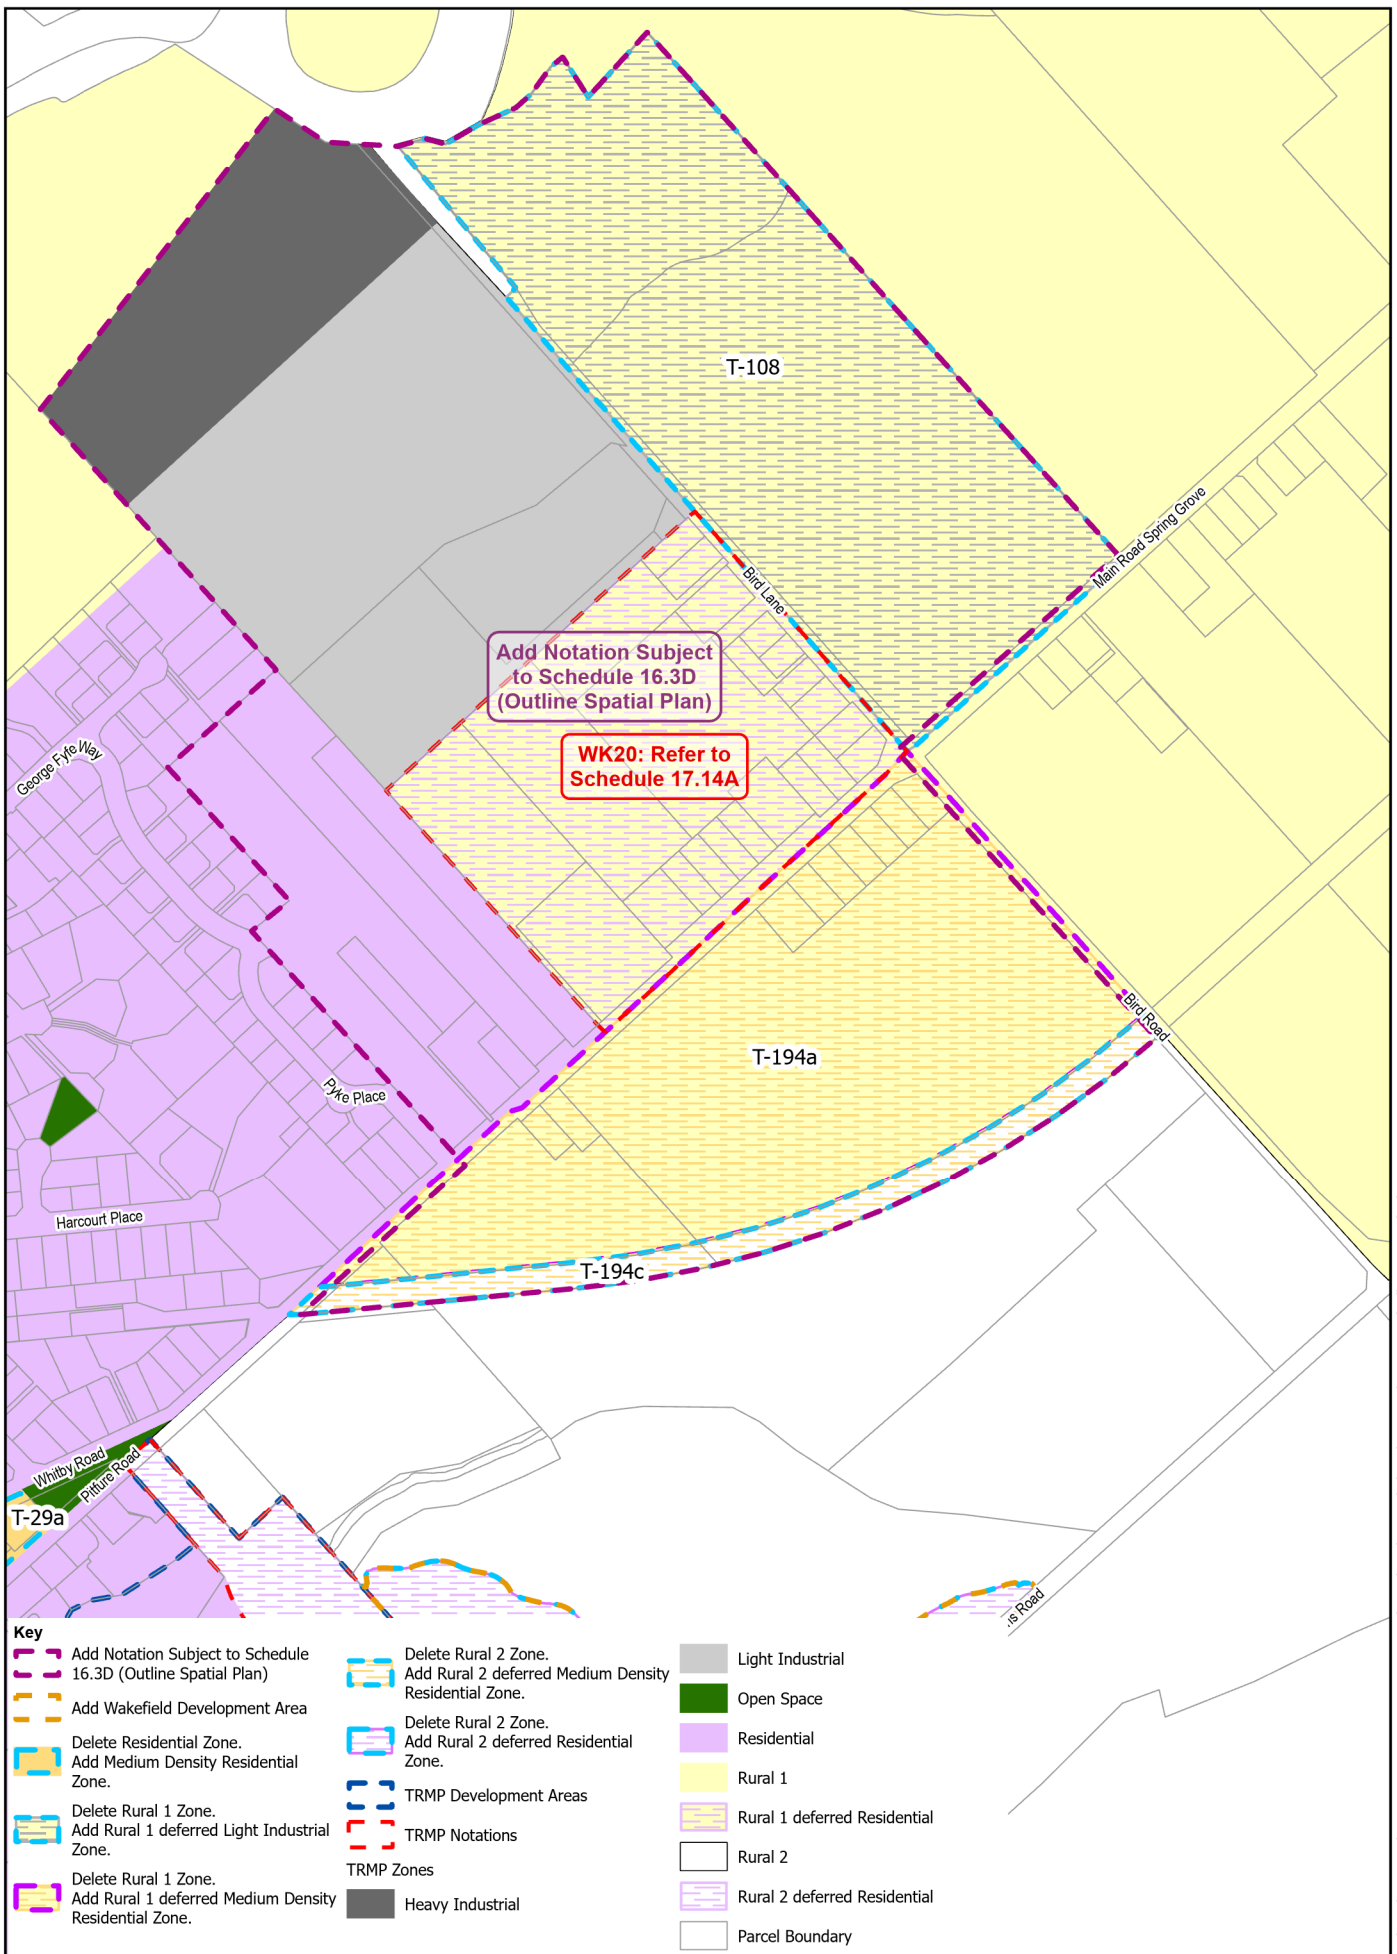 T-108
Main Road Spring Grove
Bird Lane
Add Notation Subject
to Schedule 16.3D
(Outline Spatial Plan)
WK20: Refer to
Schedule 17.14A
George Fyfe Way
Bird Road
T-194a
Pyke Place
Harcourt Place
T-194c
Whitby Road
Pitfure Road
T-29a
Road
Key
Add Notation Subject to Schedule
16.3D (Outline Spatial Plan)
Add Wakefield Development Area
Delete Residential Zone.
Add Medium Density Residential
Zone.
Delete Rural 1 Zone.
Add Rural 1 deferred Light Industrial
Zone.
Delete Rural 1 Zone.
Add Rural 1 deferred Medium Density
Residential Zone.
Delete Rural 2 Zone.
Add Rural 2 deferred Medium Density
Residential Zone.
Delete Rural 2 Zone.
Add Rural 2 deferred Residential
Zone.
TRMP Development Areas
TRMP Notations
TRMP Zones
Heavy Industrial
Light Industrial
Open Space
Residential
Rural 1
Rural 1 deferred Residential
Rural 2
Rural 2 deferred Residential
Parcel Boundary